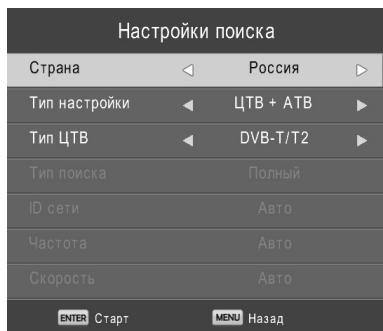 Настройки поиска
Страна Россия
Тип настройки ЦТВ + АТВ
Тип ЦТВ DVB-T/T2
Тип поиска Полный
ID сети Авто
Частота Авто
Скорость Авто
ENTER Старт MENU Назад